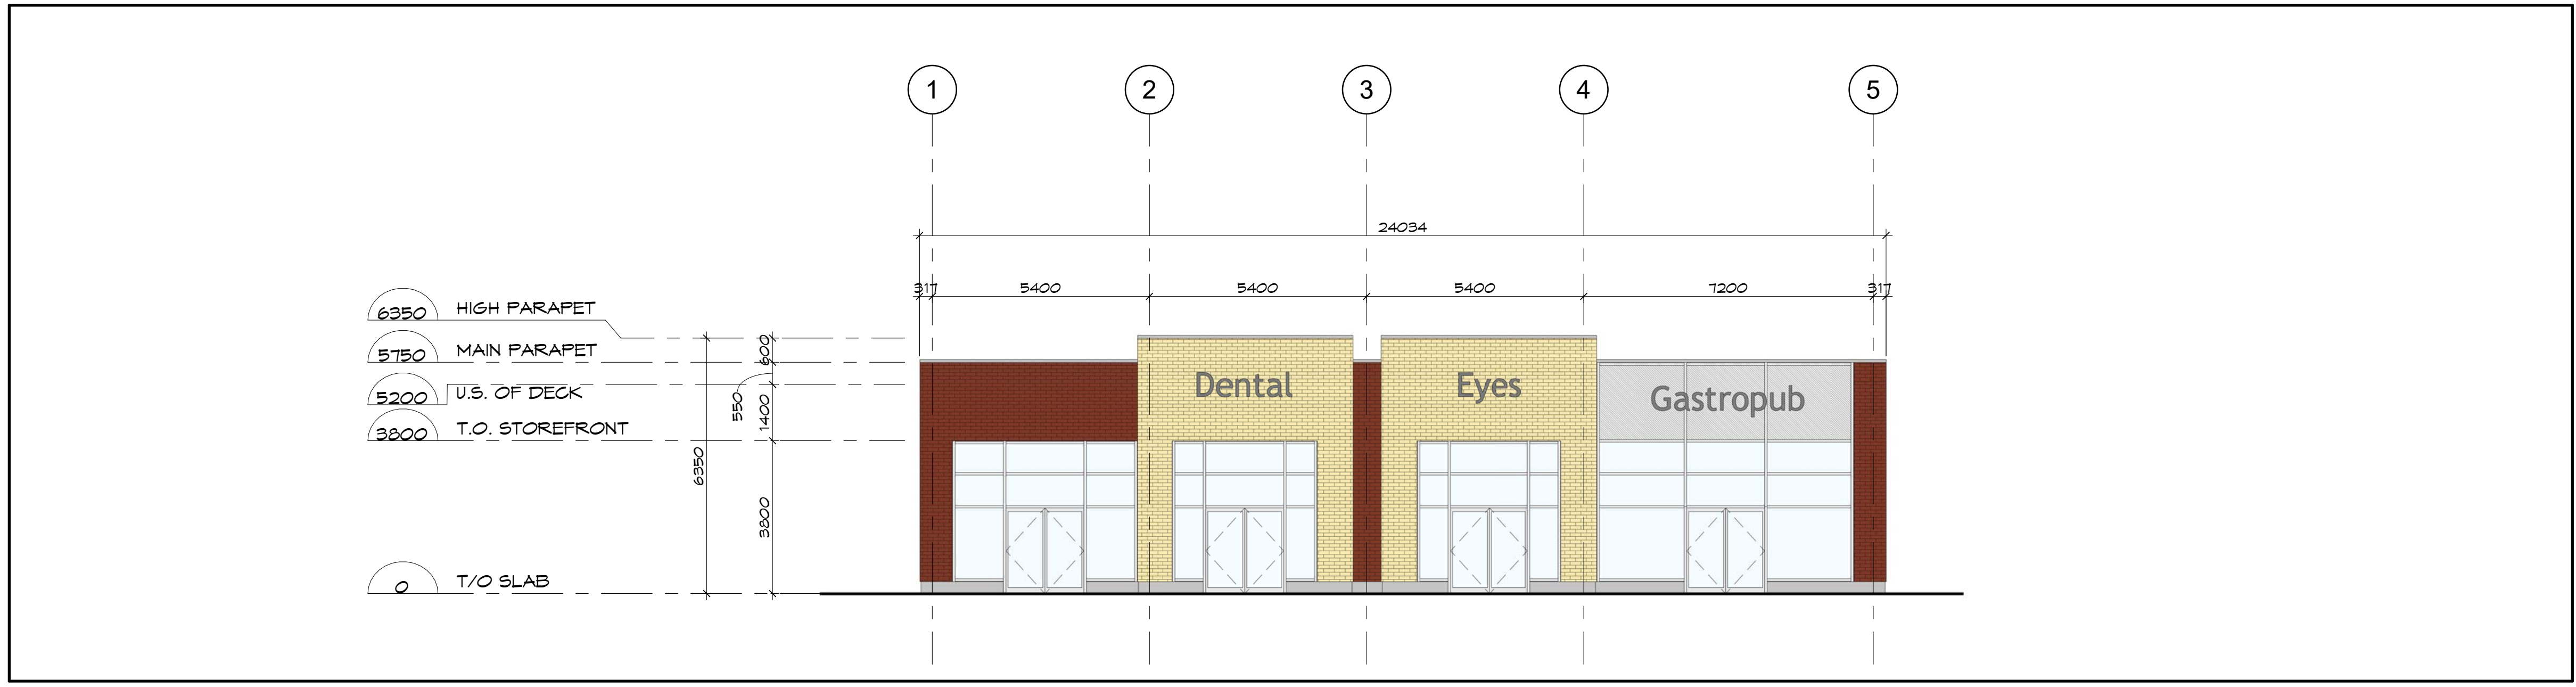 1 2 3 4 5
24034
317 5400 5400 5400 7200 317
6350 HIGH PARAPET
5750 MAIN PARAPET
5200 U.S. OF DECK
3800 T.O. STOREFRONT
0 T/O SLAB
6350
600
550
1400
3800
Dental
Eyes
Gastropub